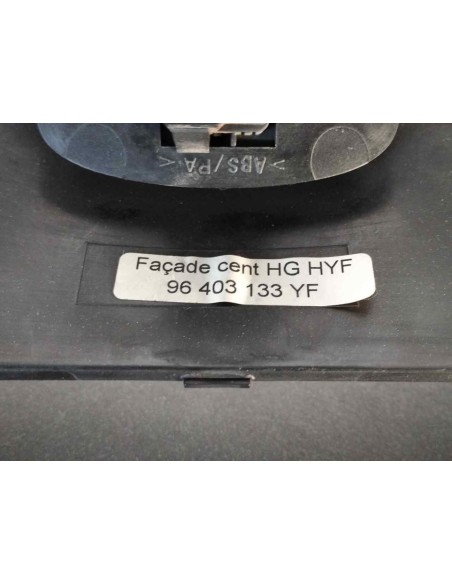 >ABS/PA<
Façade cent HG HYF
96 403 133 YF